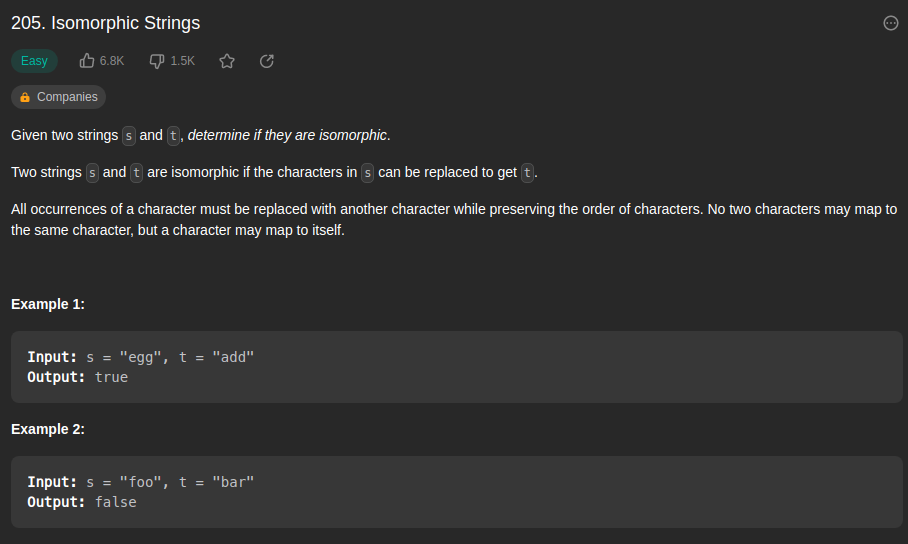 205. Isomorphic Strings
Easy 6.8K 1.5K
Companies
Given two strings s and t, determine if they are isomorphic.
Two strings s and t are isomorphic if the characters in s can be replaced to get t.
All occurrences of a character must be replaced with another character while preserving the order of characters. No two characters may map to
the same character, but a character may map to itself.
Example 1:
Input: s = "egg", t = "add"
Output: true
Example 2:
Input: s = "foo", t = "bar"
Output: false